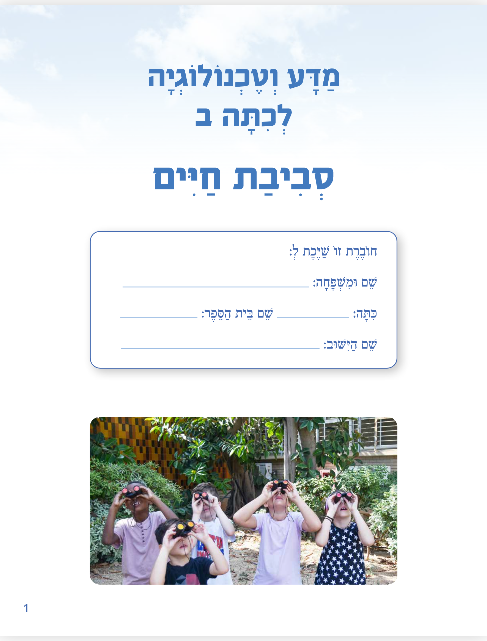 מַדָּע וְטֶכְנוֹלוֹגְיָה
לְכִתָּה ב
סְבִיבַת חַיִּים
חוֹבֶרֶת זוֹ שַׁיֶּכֶת לְ:
שֵׁם וּמִשְׁפָּחָה:
כִּתָּה: שֵׁם בֵּית הַסֵּפֶר:
שֵׁם הַיִּשּׁוּב:
1